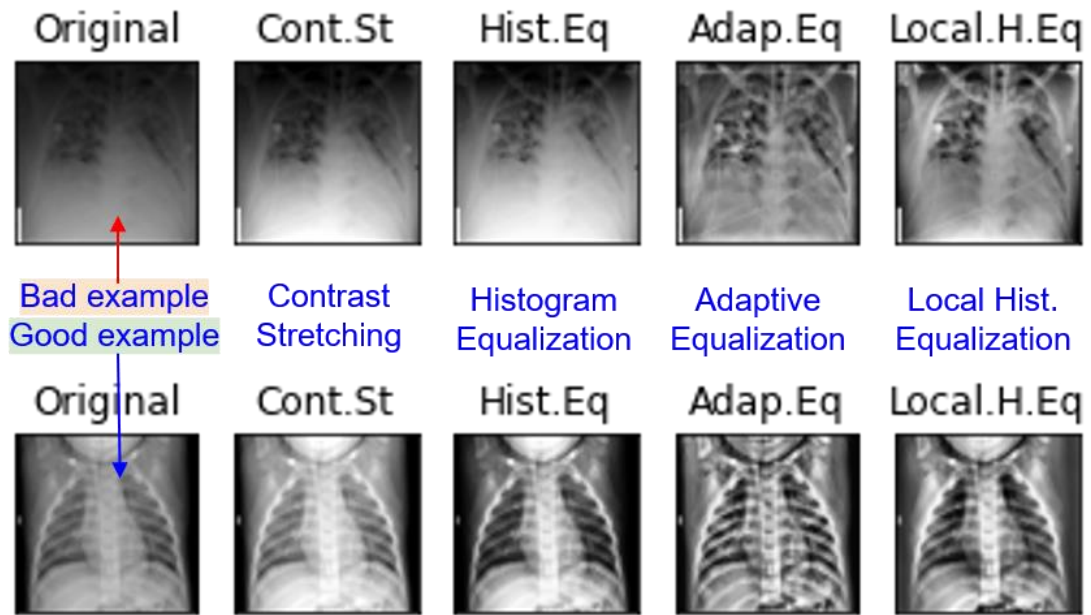 Original Cont.St Hist.Eq Adap.Eq Local.H.Eq
Bad example
Good example
Contrast
Stretching
Histogram
Equalization
Adaptive
Equalization
Local Hist.
Equalization
Original Cont.St Hist.Eq Adap.Eq Local.H.Eq